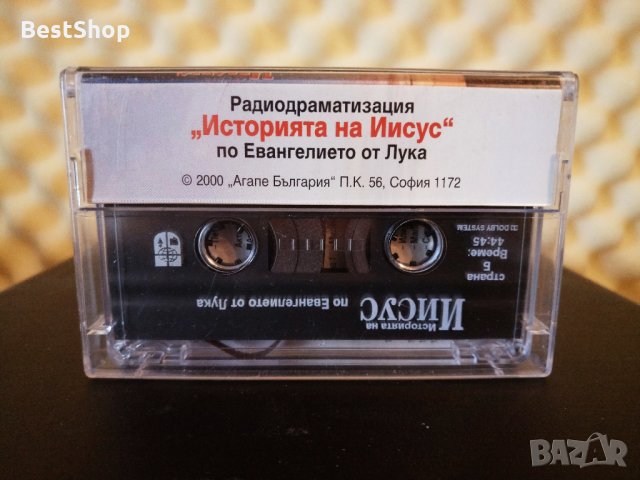 BestShop
Радиодраматизация
„Историята на Иисус“
по Евангелието от Лука
© 2000 „Агапе България“ П.К. 56, София 1172
Историята на
Иисус
по Евангелието от Лука
страна
Б
Време:
44:45
DOLBY SYSTEM
BAZAR